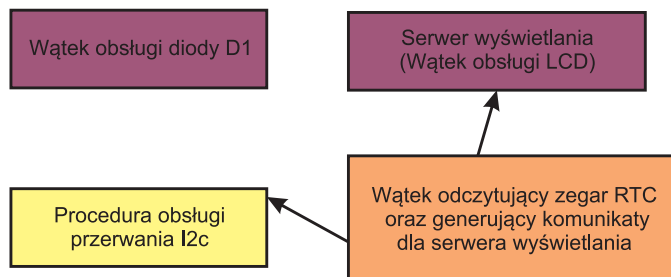 Wątek obsługi diody D1
Serwer wyświetlania
(Wątek obsługi LCD)
Procedura obsługi
przerwania I2c
Wątek odczytujący zegar RTC
oraz generujący komunikaty
dla serwera wyświetlania